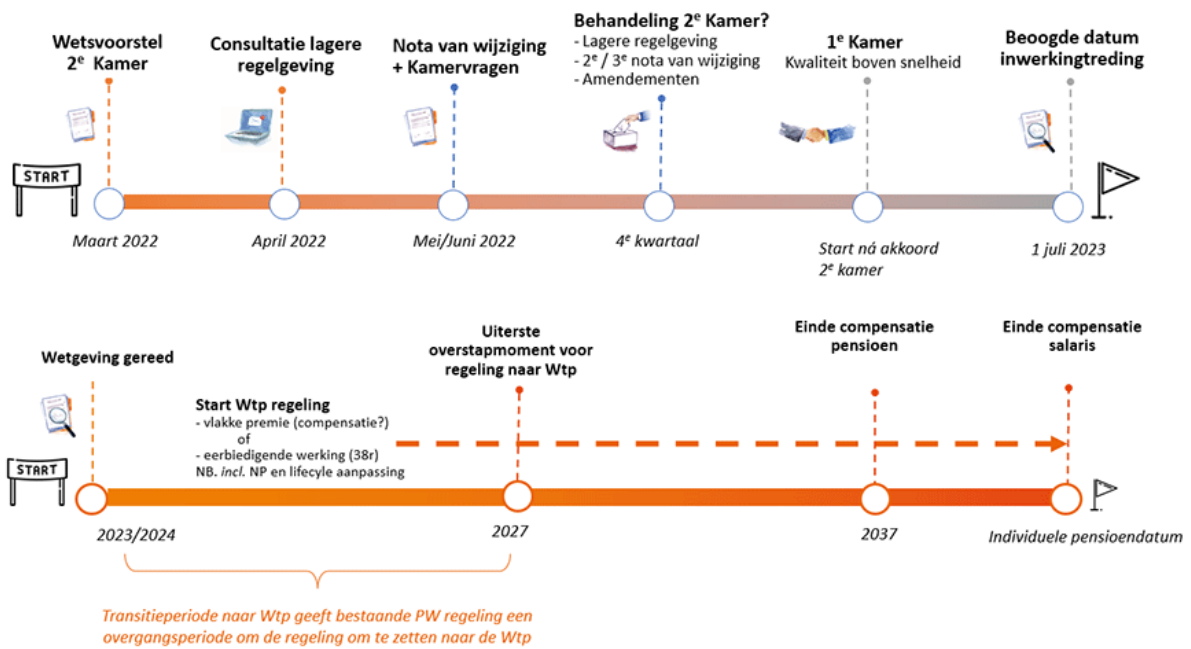 Wetsvoorstel
2e Kamer
Consultatie lagere
regelgeving
Nota van wijziging
+ Kamervragen
Behandeling 2e Kamer?
- Lagere regelgeving
- 2e / 3e nota van wijziging
- Amendementen
1e Kamer
Kwaliteit boven snelheid
Beoogde datum
inwerkingtreding
START
Maart 2022
April 2022
Mei/Juni 2022
4e kwartaal
Start ná akkoord
2e kamer
1 juli 2023
Wetgeving gereed
Start Wtp regeling
- vlakke premie (compensatie?)
of
- eerbiedigende werking (38r)
NB. incl. NP en lifecyle aanpassing
Uiterste
overstapmoment voor
regeling naar Wtp
Einde compensatie
pensioen
Einde compensatie
salaris
START
2023/2024
2027
2037
Individuele pensioendatum
Transitieperiode naar Wtp geeft bestaande PW regeling een
overgangsperiode om de regeling om te zetten naar de Wtp